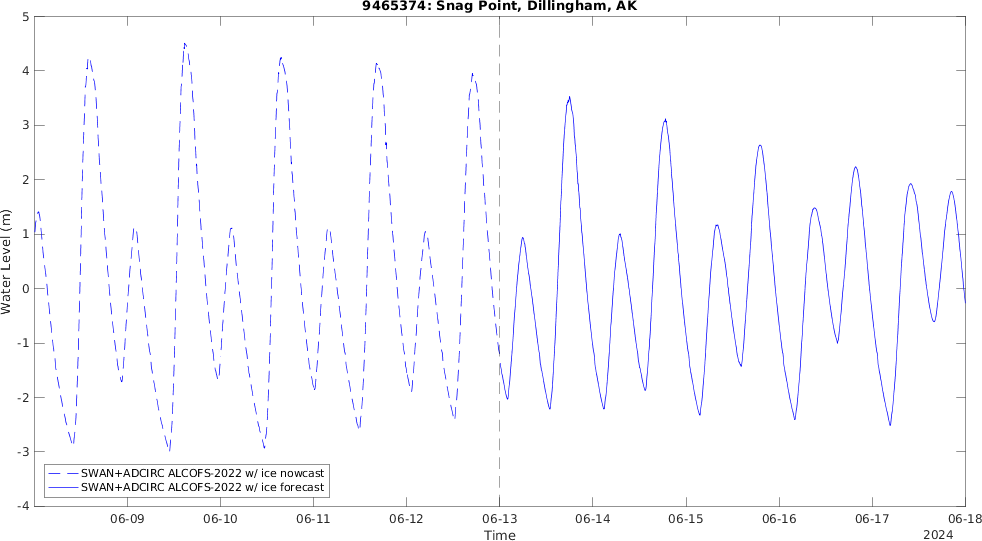 9465374: Snag Point, Dillingham, AK
Water Level (m)
5
4
3
2
1
0
-1
-2
-3
-4
SWAN+ADCIRC ALCOFS-2022 w/ ice nowcast
SWAN+ADCIRC ALCOFS-2022 w/ ice forecast
06-09 06-10 06-11 06-12 06-13 06-14 06-15 06-16 06-17 06-18
Time
2024